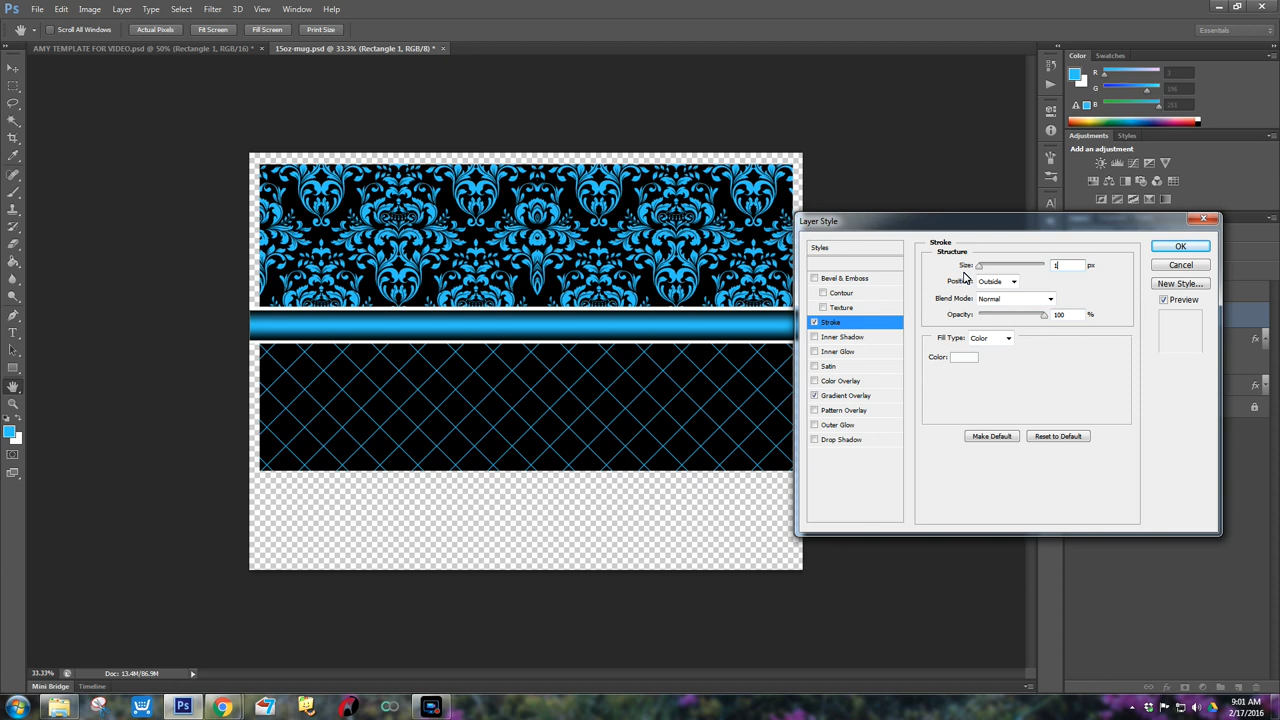 Ps File Edit Image Layer Type Select Filter 3D View Window Help
Scroll All Windows Actual Pixels Fit Screen Fill Screen Print Size Essentials
AMY TEMPLATE FOR VIDEO.psd @ 50% (Rectangle 1, RGB/16) * × 15oz-mug.psd @ 33.3% (Rectangle 1, RGB/8) * ×
Color Swatches
R
G 196
B
Adjustments Styles
Add an adjustment
Layer Style
Styles
Bevel & Emboss
Contour
Texture
Stroke
Inner Shadow
Inner Glow
Satin
Color Overlay
Gradient Overlay
Pattern Overlay
Outer Glow
Drop Shadow
Stroke
Structure
Size: 1 px
Position: Outside
Blend Mode: Normal
Opacity: 100 %
Fill Type: Color
Color:
Make Default Reset to Default
OK
Cancel
New Style...
Preview
fx
fx
33.33% Doc: 13.4M/86.9M
Mini Bridge Timeline
Ps
9:01 AM
2/17/2016